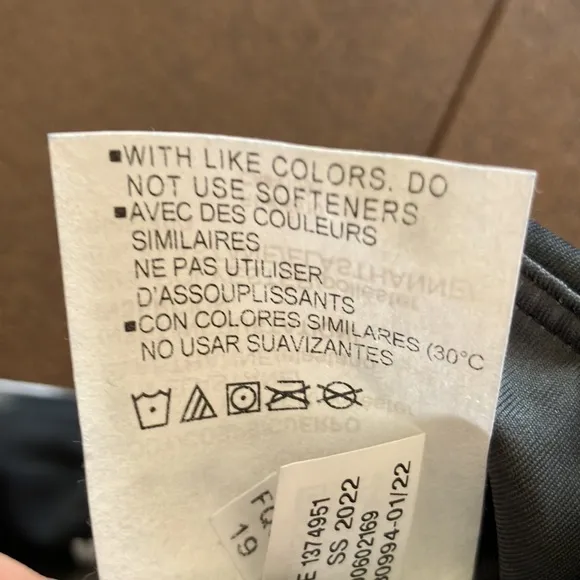 ▪WITH LIKE COLORS. DO
NOT USE SOFTENERS
▪AVEC DES COULEURS
SIMILAIRES
NE PAS UTILISER
D'ASSOUPLISSANTS
▪CON COLORES SIMILARES (30°C
NO USAR SUAVIZANTES
19
E 1374951
SS 2022
00602169
30994-01/22